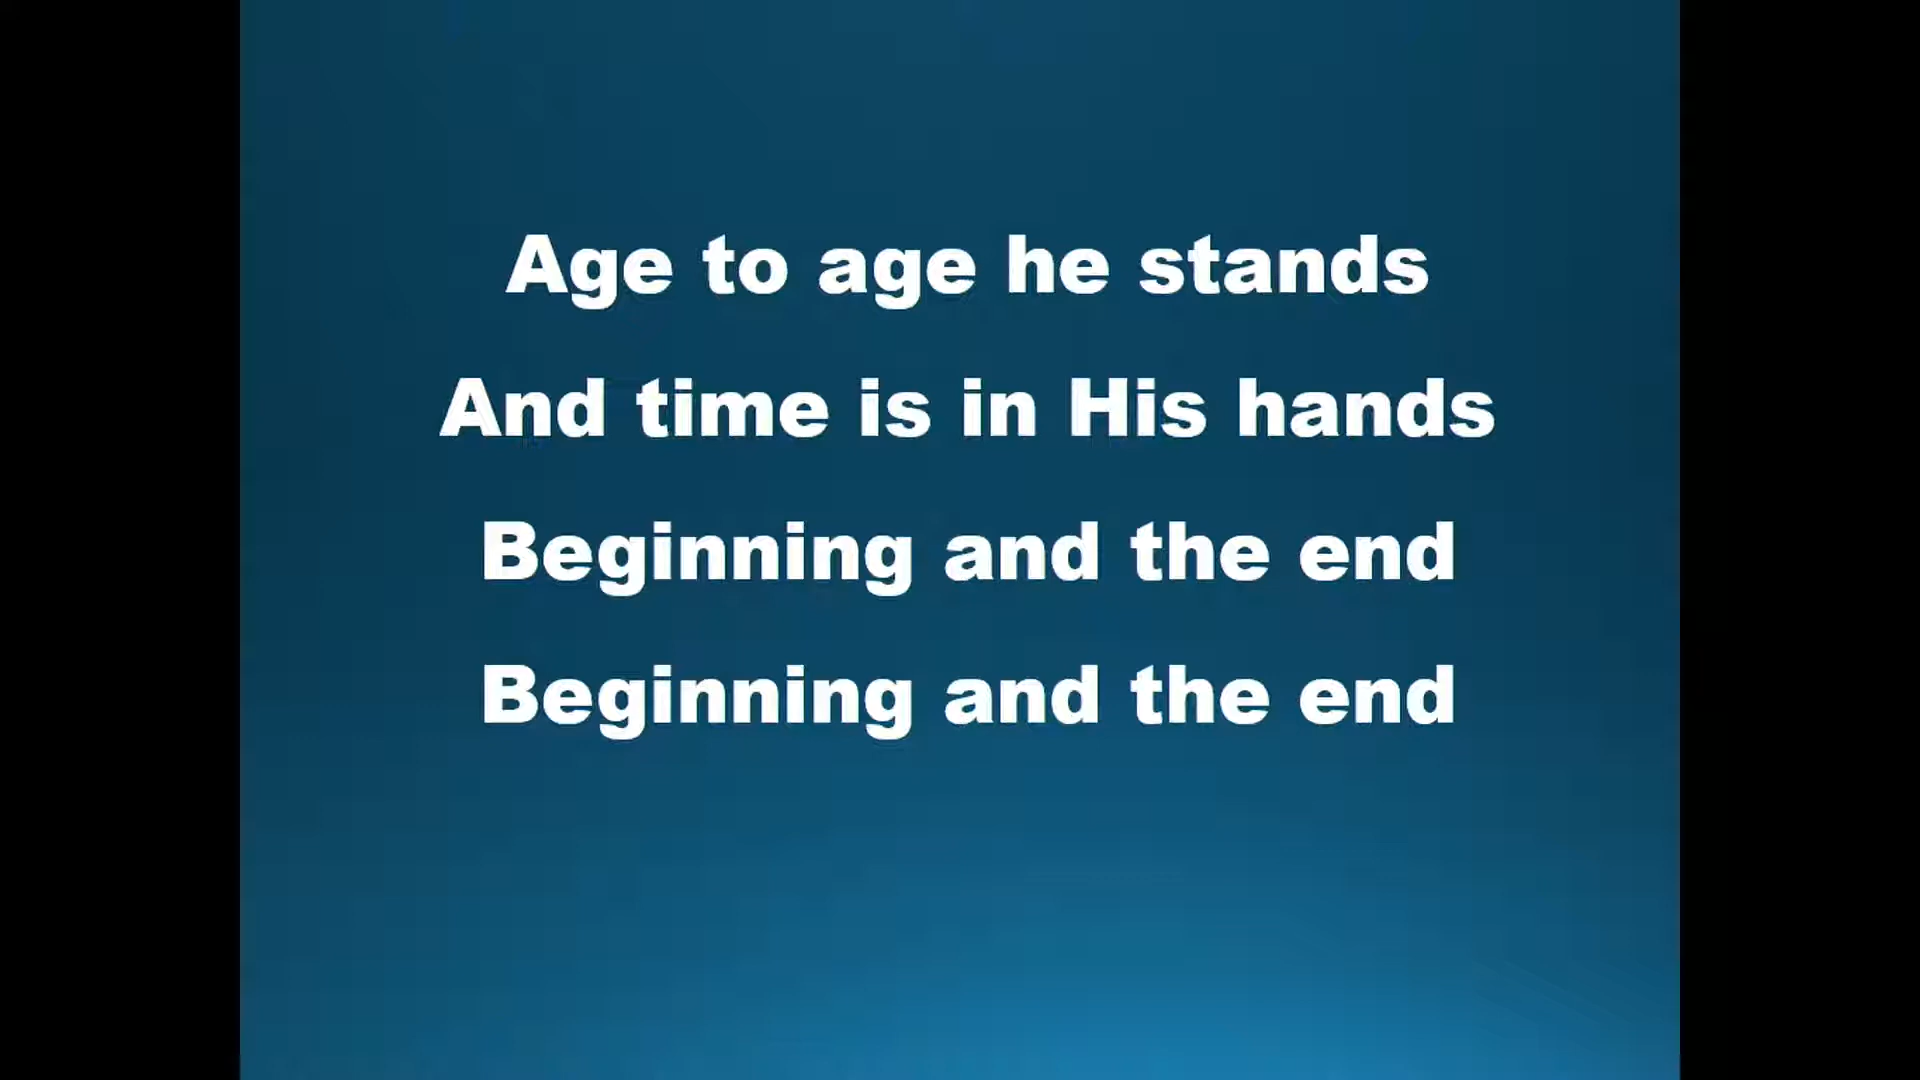 Age to age he stands
And time is in His hands
Beginning and the end
Beginning and the end